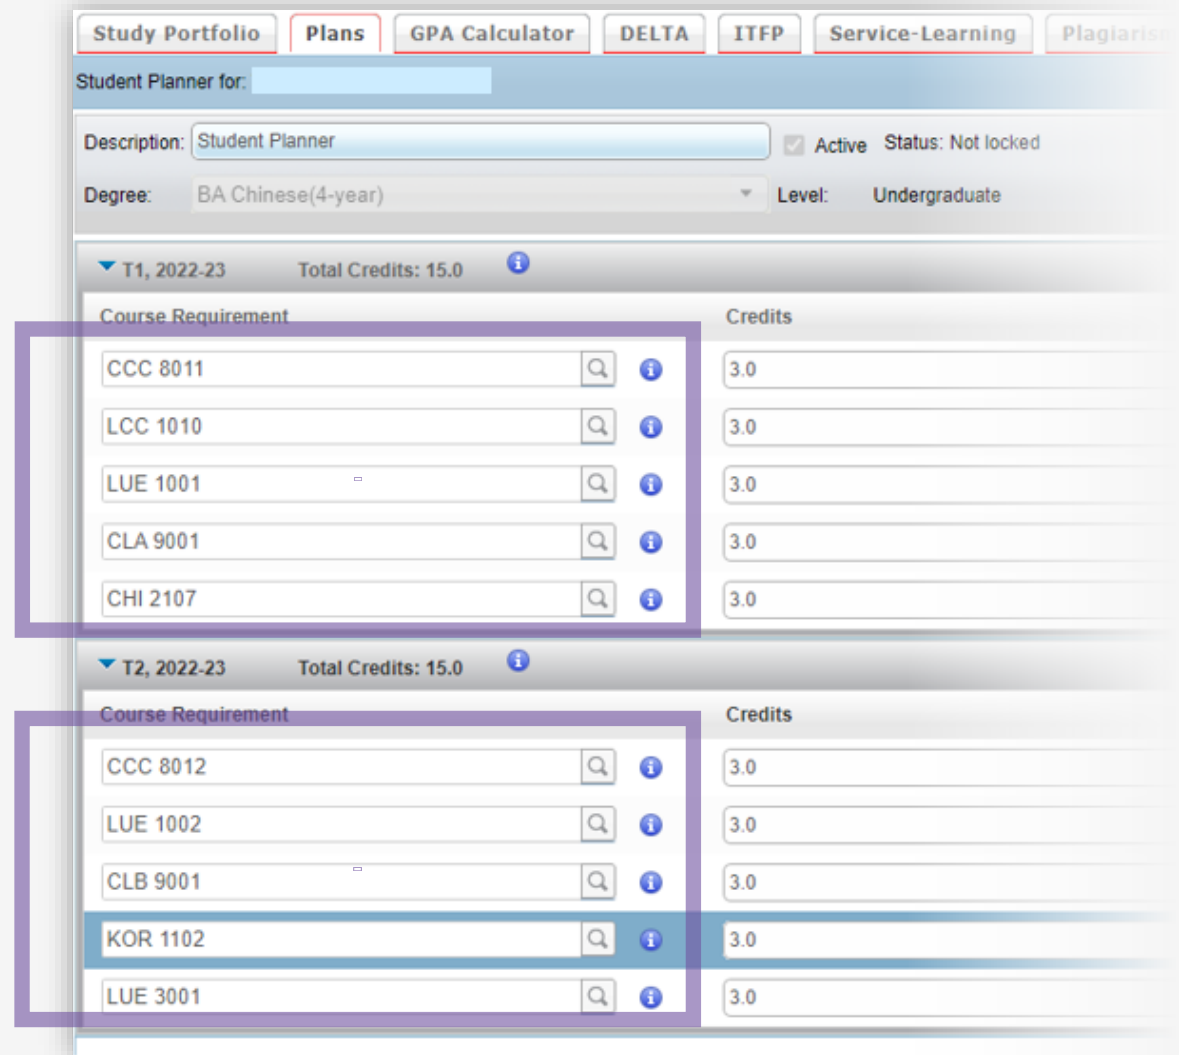 Study Portfolio Plans GPA Calculator DELTA ITFP Service-Learning Plagiarism
Student Planner for:
Description: Student Planner Active Status: Not locked
Degree: BA Chinese(4-year) Level: Undergraduate
T1, 2022-23 Total Credits: 15.0
Course Requirement Credits
CCC 8011 3.0
LCC 1010 3.0
LUE 1001 3.0
CLA 9001 3.0
CHI 2107 3.0
T2, 2022-23 Total Credits: 15.0
Course Requirement Credits
CCC 8012 3.0
LUE 1002 3.0
CLB 9001 3.0
KOR 1102 3.0
LUE 3001 3.0